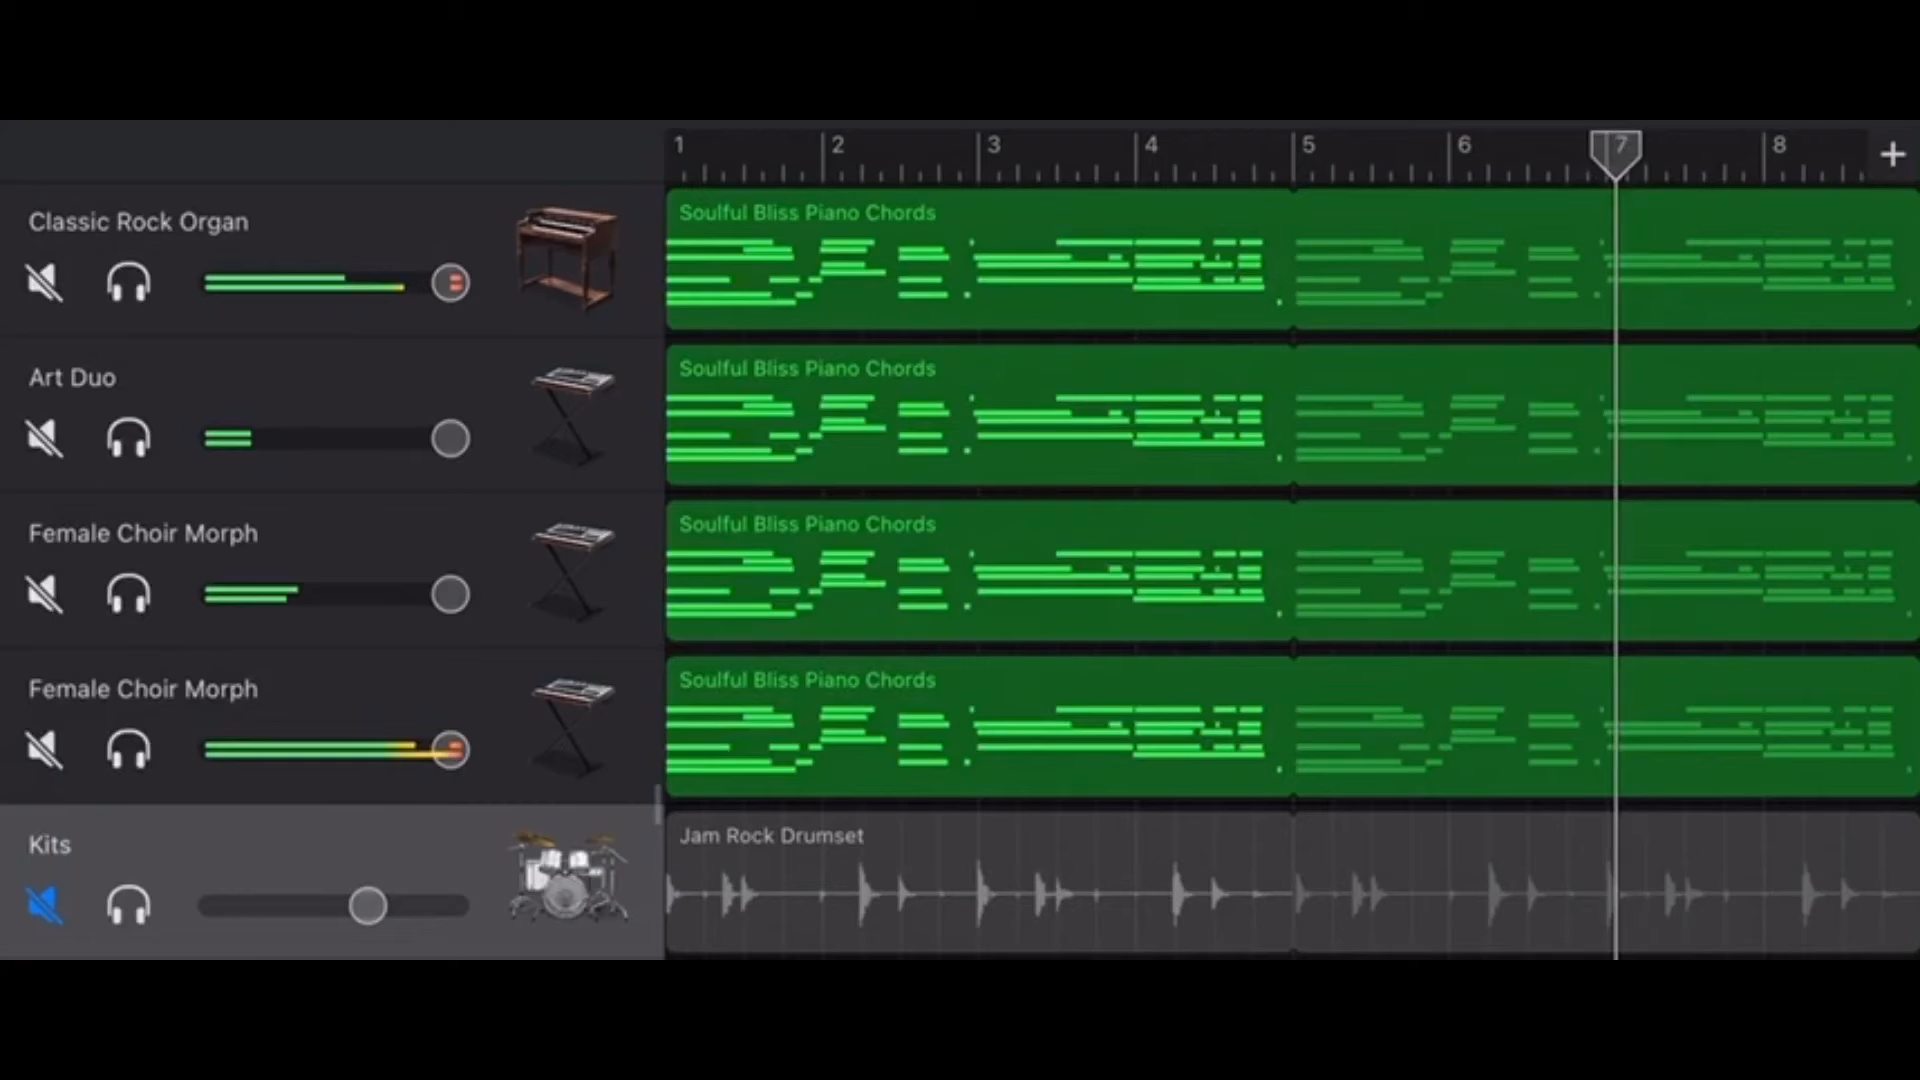 1 2 3 4 5 6 7 8 +
Classic Rock Organ
Soulful Bliss Piano Chords
Art Duo
Soulful Bliss Piano Chords
Female Choir Morph
Soulful Bliss Piano Chords
Female Choir Morph
Soulful Bliss Piano Chords
Kits
Jam Rock Drumset